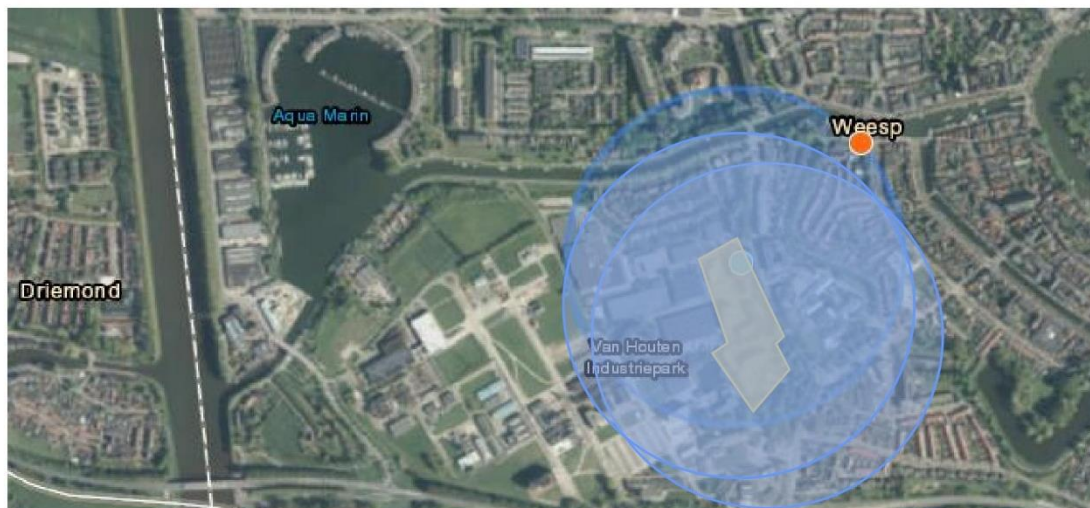 Aqua Marin
Weesp
Driemond
Van Houten
Industriepark